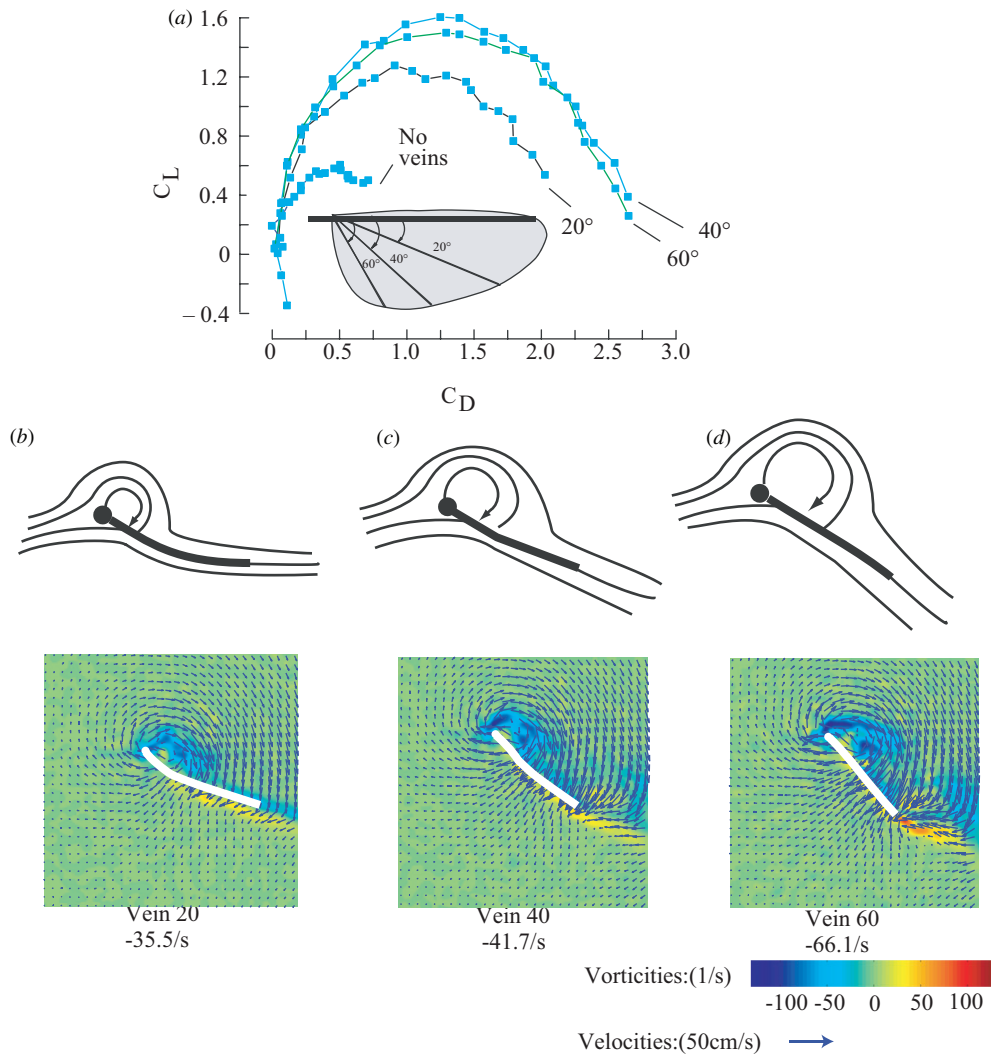 (a)
1.6
1.2
0.8
0.4
0
– 0.4
C_L
No
veins
20°
40°
60°
20°
40°
60°
0
0.5
1.0
1.5
2.0
2.5
3.0
C_D
(b)
(c)
(d)
Vein 20
-35.5/s
Vein 40
-41.7/s
Vein 60
-66.1/s
Vorticities:(1/s)
-100 -50 0 50 100
Velocities:(50cm/s)